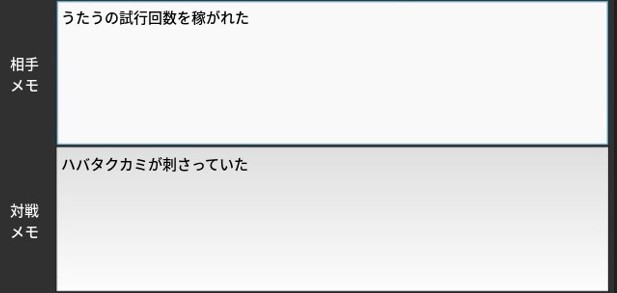 相手
メモ
うたうの試行回数を稼がれた
対戦
メモ
ハバタクカミが刺さっていた